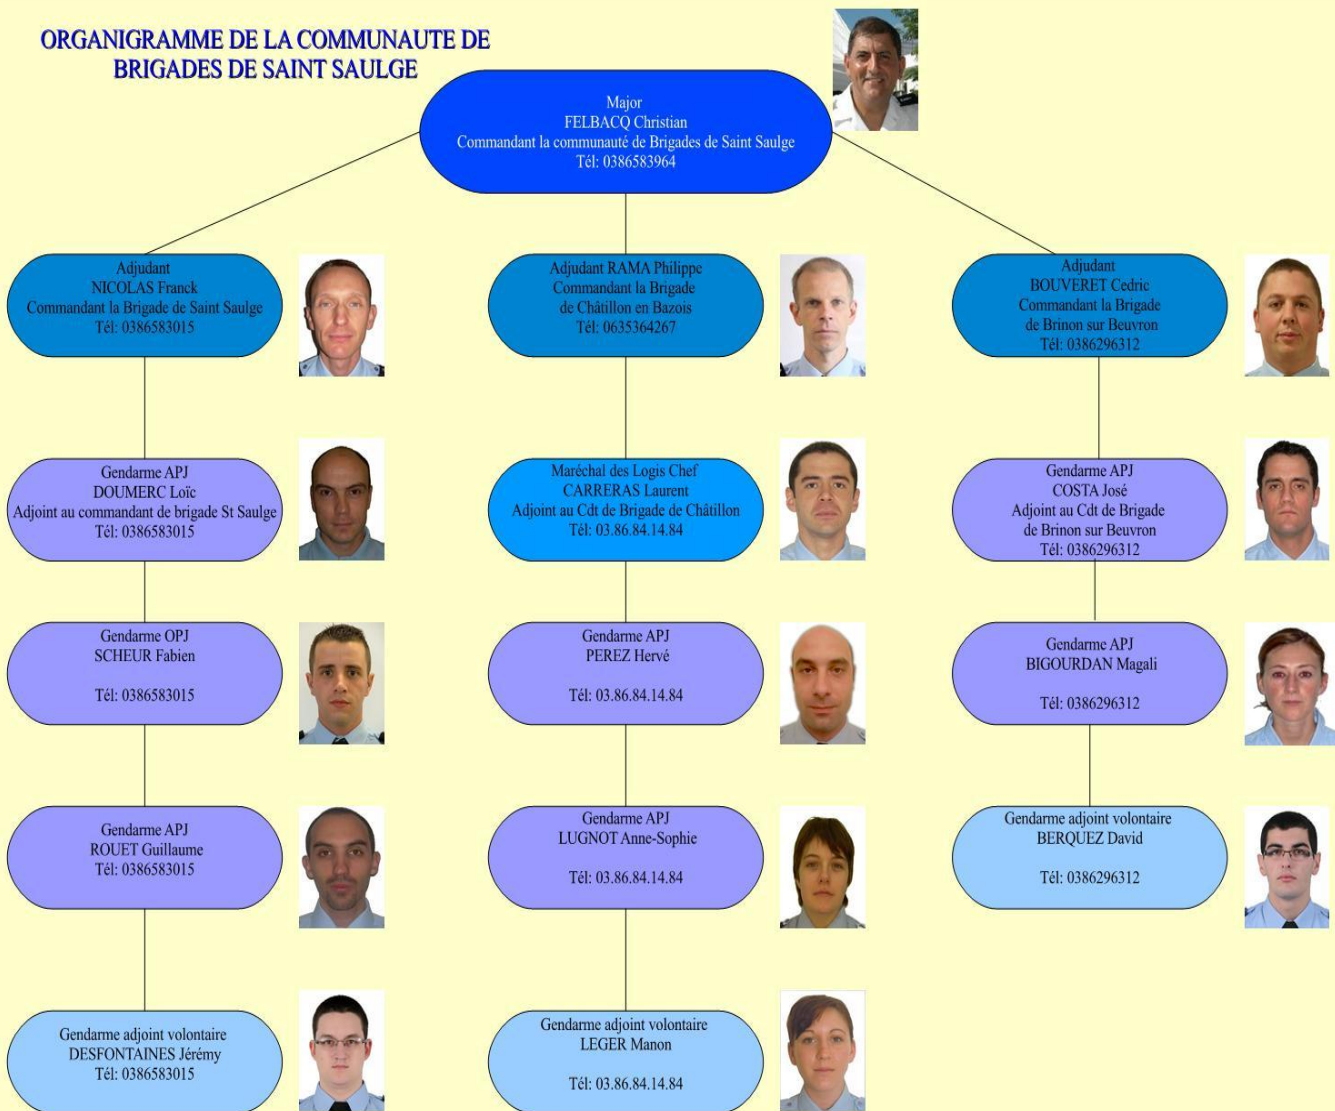 ORGANIGRAMME DE LA COMMUNAUTE DE
BRIGADES DE SAINT SAULGE
Major
FELBACQ Christian
Commandant la communauté de Brigades de Saint Saulge
Tél: 0386583964
Adjudant
NICOLAS Franck
Commandant la Brigade de Saint Saulge
Tél: 0386583015
Adjudant RAMA Philippe
Commandant la Brigade
de Châtillon en Bazois
Tél: 0635364267
Adjudant
BOUVERET Cedric
Commandant la Brigade
de Brinon sur Beuvron
Tél: 0386296312
Gendarme APJ
DOUMERC Loïc
Adjoint au commandant de brigade St Saulge
Tél: 0386583015
Maréchal des Logis Chef
CARRERAS Laurent
Adjoint au Cdt de Brigade de Châtillon
Tél: 03.86.84.14.84
Gendarme APJ
COSTA José
Adjoint au Cdt de Brigade
de Brinon sur Beuvron
Tél: 0386296312
Gendarme OPJ
SCHEUR Fabien
Tél: 0386583015
Gendarme APJ
PEREZ Hervé
Tél: 03.86.84.14.84
Gendarme APJ
BIGOURDAN Magali
Tél: 0386296312
Gendarme APJ
ROUET Guillaume
Tél: 0386583015
Gendarme APJ
LUGNOT Anne-Sophie
Tél: 03.86.84.14.84
Gendarme adjoint volontaire
BERQUEZ David
Tél: 0386296312
Gendarme adjoint volontaire
DESFONTAINES Jérémy
Tél: 0386583015
Gendarme adjoint volontaire
LEGER Manon
Tél: 03.86.84.14.84